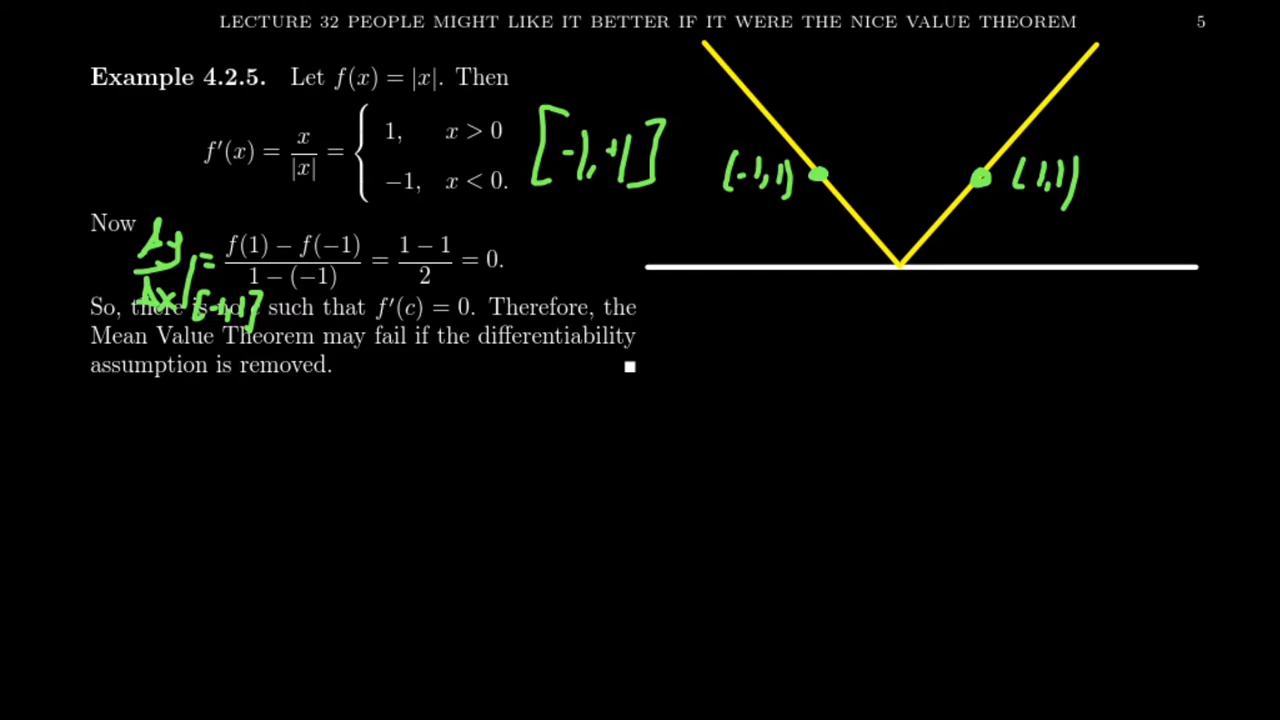 LECTURE 32 PEOPLE MIGHT LIKE IT BETTER IF IT WERE THE NICE VALUE THEOREM 5
Example 4.2.5. Let f(x) = |x|. Then
f′(x) = x/|x| = { 1, x > 0
−1, x < 0.
[-1, +1]
(-1,1)
(1,1)
Now
Δy/Δx|[-1,1] = f(1) − f(−1) / 1 − (−1) = 1 − 1 / 2 = 0.
So, there is no c such that f′(c) = 0. Therefore, the
Mean Value Theorem may fail if the differentiability
assumption is removed. ■